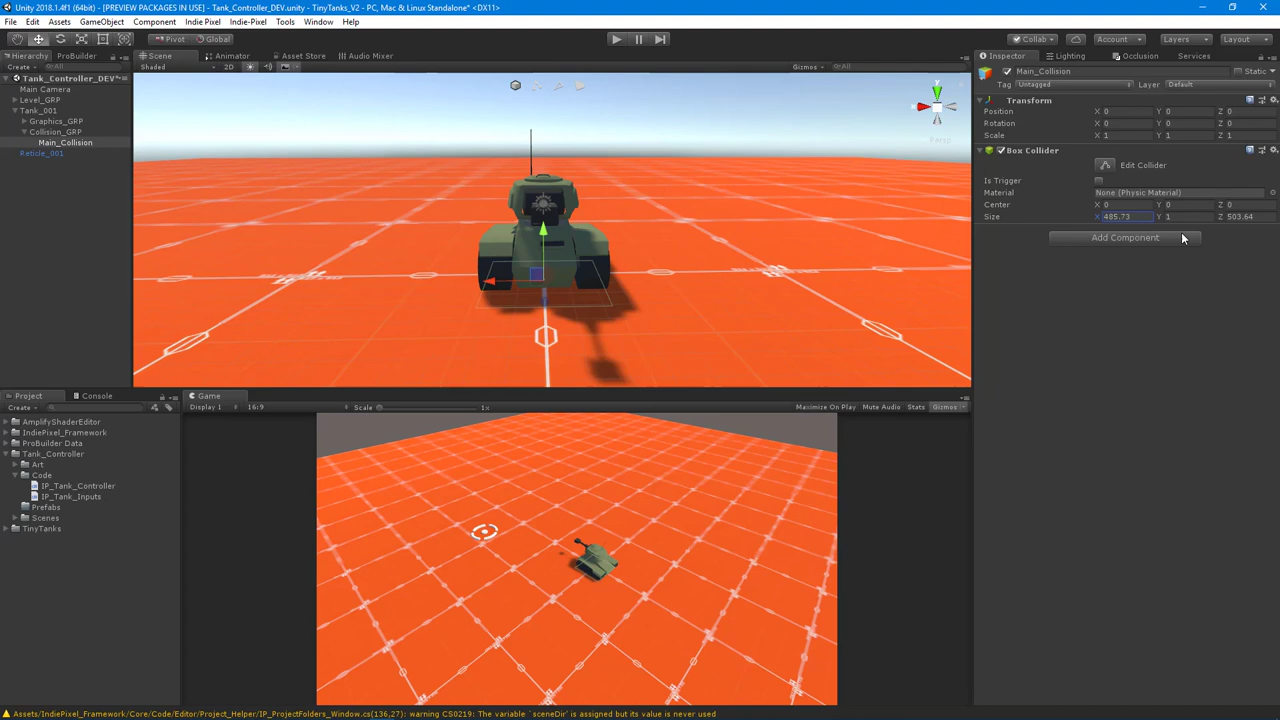 Unity 2018.1.4f1 (64bit) - [PREVIEW PACKAGES IN USE] - Tank_Controller_DEV.unity - TinyTanks_V2 - PC, Mac & Linux Standalone* <DX11>
File Edit Assets GameObject Component Indie Pixel Indie-Pixel Tools Window Help
Pivot Global Collab Account Layers Layout
Hierarchy ProBuilder Scene Animator Asset Store Audio Mixer Inspector Lighting Occlusion Services
Create All Shaded 2D Gizmos All
Main_Collision Static
Tank_Controller_DEV*
Tag Untagged Layer Default
Main Camera
Level_GRP Transform
Tank_001 Position X 0 Y 0 Z 0
Graphics_GRP Rotation X 0 Y 0 Z 0
Collision_GRP Scale X 1 Y 1 Z 1
Main_Collision
Reticle_001 Box Collider
Edit Collider
Is Trigger
Material None (Physic Material)
Center X 0 Y 0 Z 0
Size X 485.73 Y 1 Z 503.64
Add Component
y
Persp
Project Console Game
Create Display 1 16:9 Scale 1x Maximize On Play Mute Audio Stats Gizmos
AmplifyShaderEditor
IndiePixel_Framework
ProBuilder Data
Tank_Controller
Art
Code
IP_Tank_Controller
IP_Tank_Inputs
Prefabs
Scenes
TinyTanks
Assets/IndiePixel_Framework/Core/Code/Editor/Project_Helper/IP_ProjectFolders_Window.cs(136,27): warning CS0219: The variable `sceneDir' is assigned but its value is never used